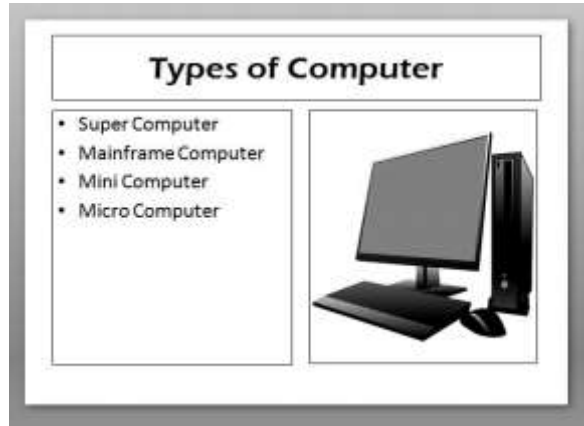 Types of Computer
• Super Computer
• Mainframe Computer
• Mini Computer
• Micro Computer